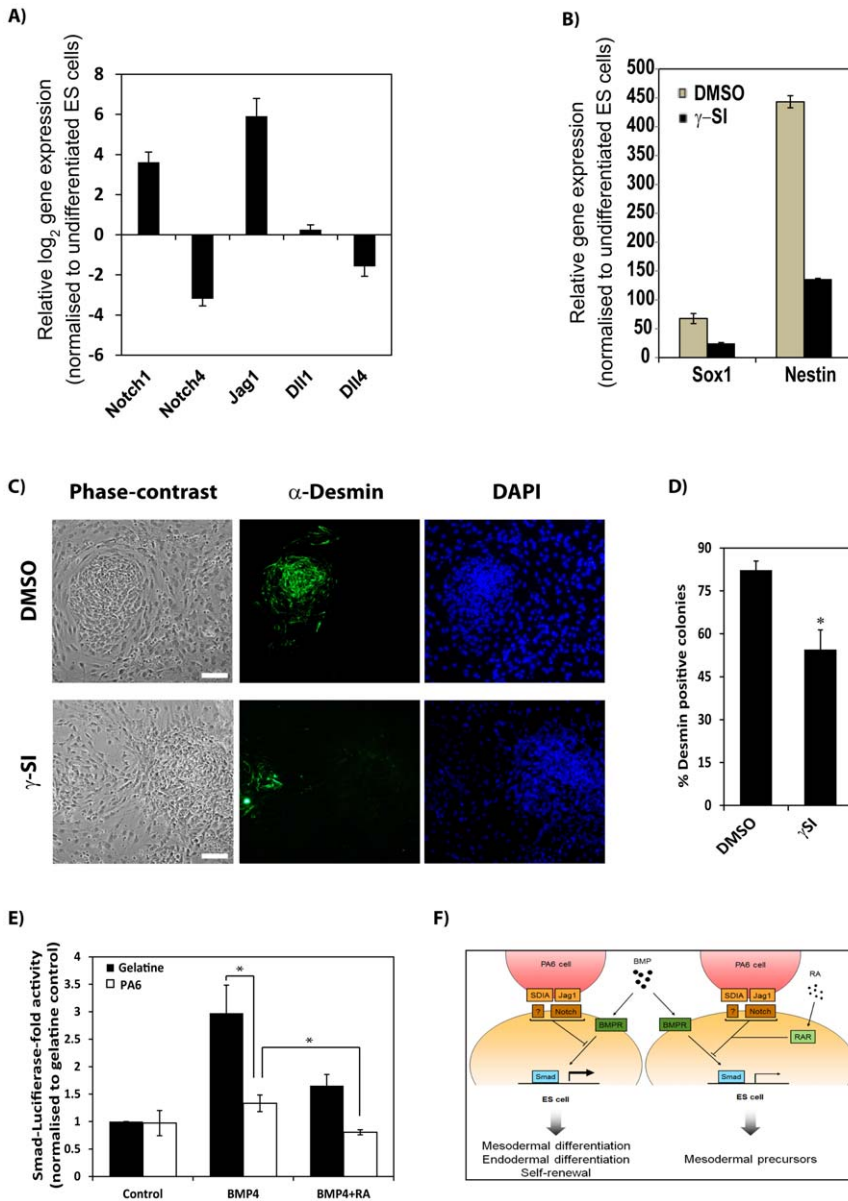 A)
Relative log2 gene expression
(normalised to undifferentiated ES cells)
8
6
4
2
0
-2
-4
-6
Notch1
Notch4
Jag1
Dll1
Dll4
B)
Relative gene expression
(normalised to undifferentiated ES cells)
500
450
400
350
300
250
200
150
100
50
0
DMSO
γ–SI
Sox1
Nestin
C)
Phase-contrast
α-Desmin
DAPI
DMSO
γ-SI
D)
% Desmin positive colonies
90
75
60
45
30
15
0
*
DMSO
γSI
E)
Smad-Lucifierase-fold activity
(normalised to gelatine control)
4
3.5
3
2.5
2
1.5
1
0.5
0
Gelatine
PA6
*
*
Control
BMP4
BMP4+RA
F)
PA6 cell
BMP
PA6 cell
RA
SDIA
Jag1
SDIA
Jag1
?
Notch
?
Notch
BMPR
BMPR
RAR
Smad
Smad
ES cell
ES cell
Mesodermal differentiation
Endodermal differentiation
Self-renewal
Mesodermal precursors